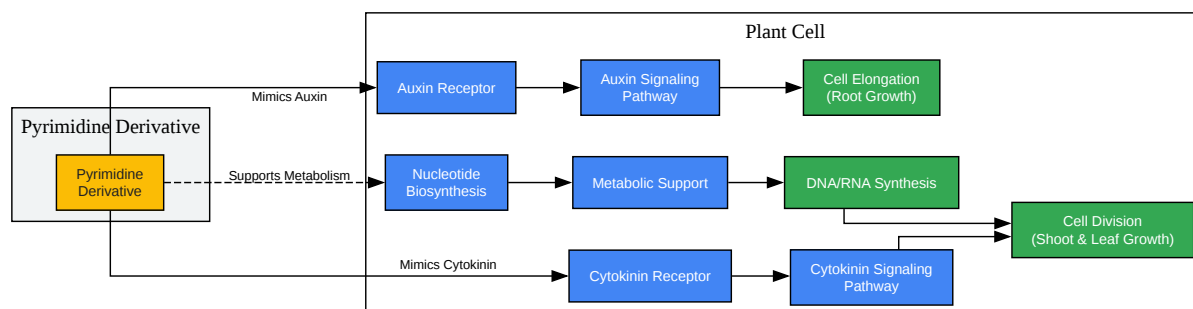 Plant Cell
Auxin Receptor
Auxin Signaling
Pathway
Cell Elongation
(Root Growth)
Mimics Auxin
Pyrimidine Derivative
Pyrimidine
Derivative
Supports Metabolism
Nucleotide
Biosynthesis
Metabolic Support
DNA/RNA Synthesis
Cell Division
(Shoot & Leaf Growth)
Mimics Cytokinin
Cytokinin Receptor
Cytokinin Signaling
Pathway